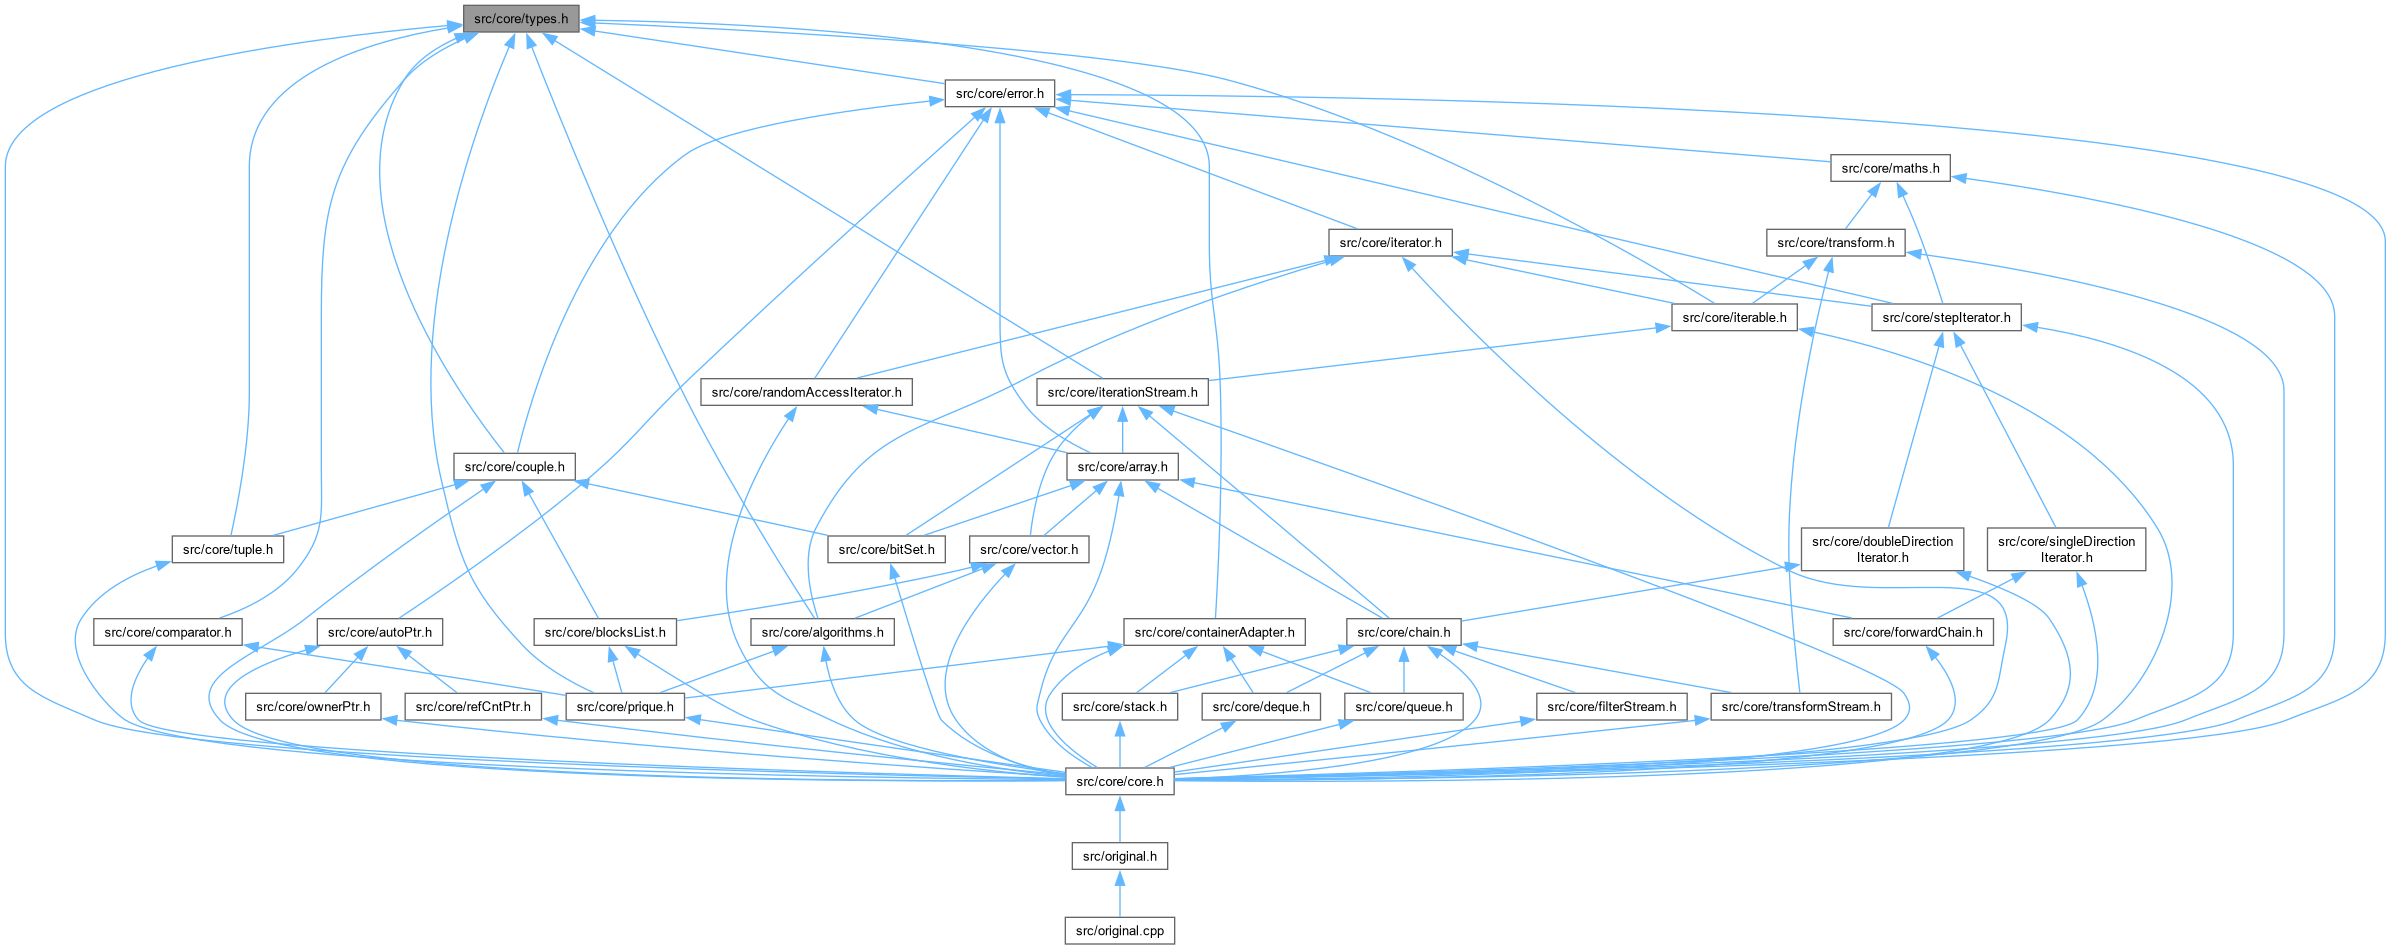 src/core/types.h
src/core/error.h
src/core/maths.h
src/core/iterator.h
src/core/transform.h
src/core/iterable.h
src/core/stepIterator.h
src/core/randomAccessIterator.h
src/core/iterationStream.h
src/core/couple.h
src/core/array.h
src/core/tuple.h
src/core/bitSet.h
src/core/vector.h
src/core/doubleDirection
Iterator.h
src/core/singleDirection
Iterator.h
src/core/comparator.h
src/core/autoPtr.h
src/core/blocksList.h
src/core/algorithms.h
src/core/containerAdapter.h
src/core/chain.h
src/core/forwardChain.h
src/core/ownerPtr.h
src/core/refCntPtr.h
src/core/prique.h
src/core/stack.h
src/core/deque.h
src/core/queue.h
src/core/filterStream.h
src/core/transformStream.h
src/core/core.h
src/original.h
src/original.cpp